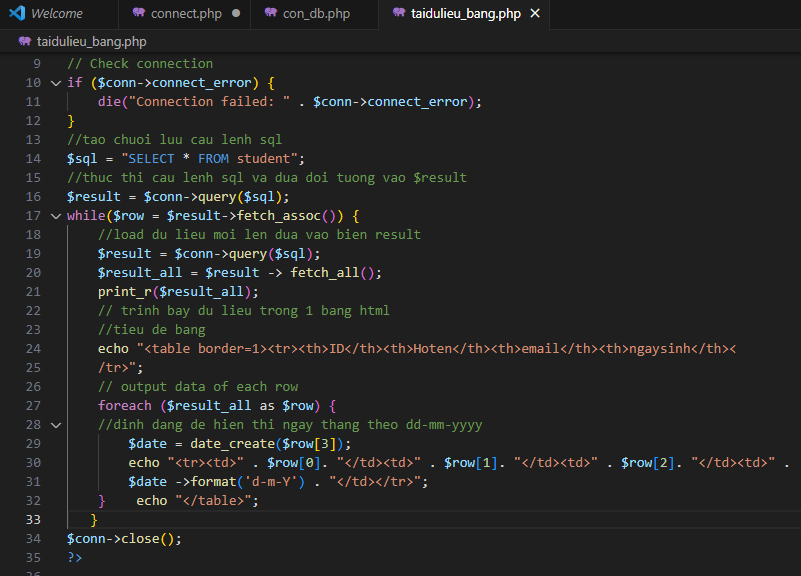 Welcome connect.php con_db.php taidulieu_bang.php
taidulieu_bang.php
9 // Check connection
10 if ($conn->connect_error) {
11 die("Connection failed: " . $conn->connect_error);
12 }
13 //tao chuoi luu cau lenh sql
14 $sql = "SELECT * FROM student";
15 //thuc thi cau lenh sql va dua doi tuong vao $result
16 $result = $conn->query($sql);
17 while($row = $result->fetch_assoc()) {
18 //load du lieu moi len dua vao bien result
19 $result = $conn->query($sql);
20 $result_all = $result -> fetch_all();
21 print_r($result_all);
22 // trinh bay du lieu trong 1 bang html
23 //tieu de bang
24 echo "<table border=1><tr><th>ID</th><th>Hoten</th><th>email</th><th>ngaysinh</th><
25 /tr>";
26 // output data of each row
27 foreach ($result_all as $row) {
28 //dinh dang de hien thi ngay thang theo dd-mm-yyyy
29 $date = date_create($row[3]);
30 echo "<tr><td>" . $row[0]. "</td><td>" . $row[1]. "</td><td>" . $row[2]. "</td><td>" .
31 $date ->format('d-m-Y') . "</td></tr>";
32 } echo "</table>";
33 }
34 $conn->close();
35 ?>
36